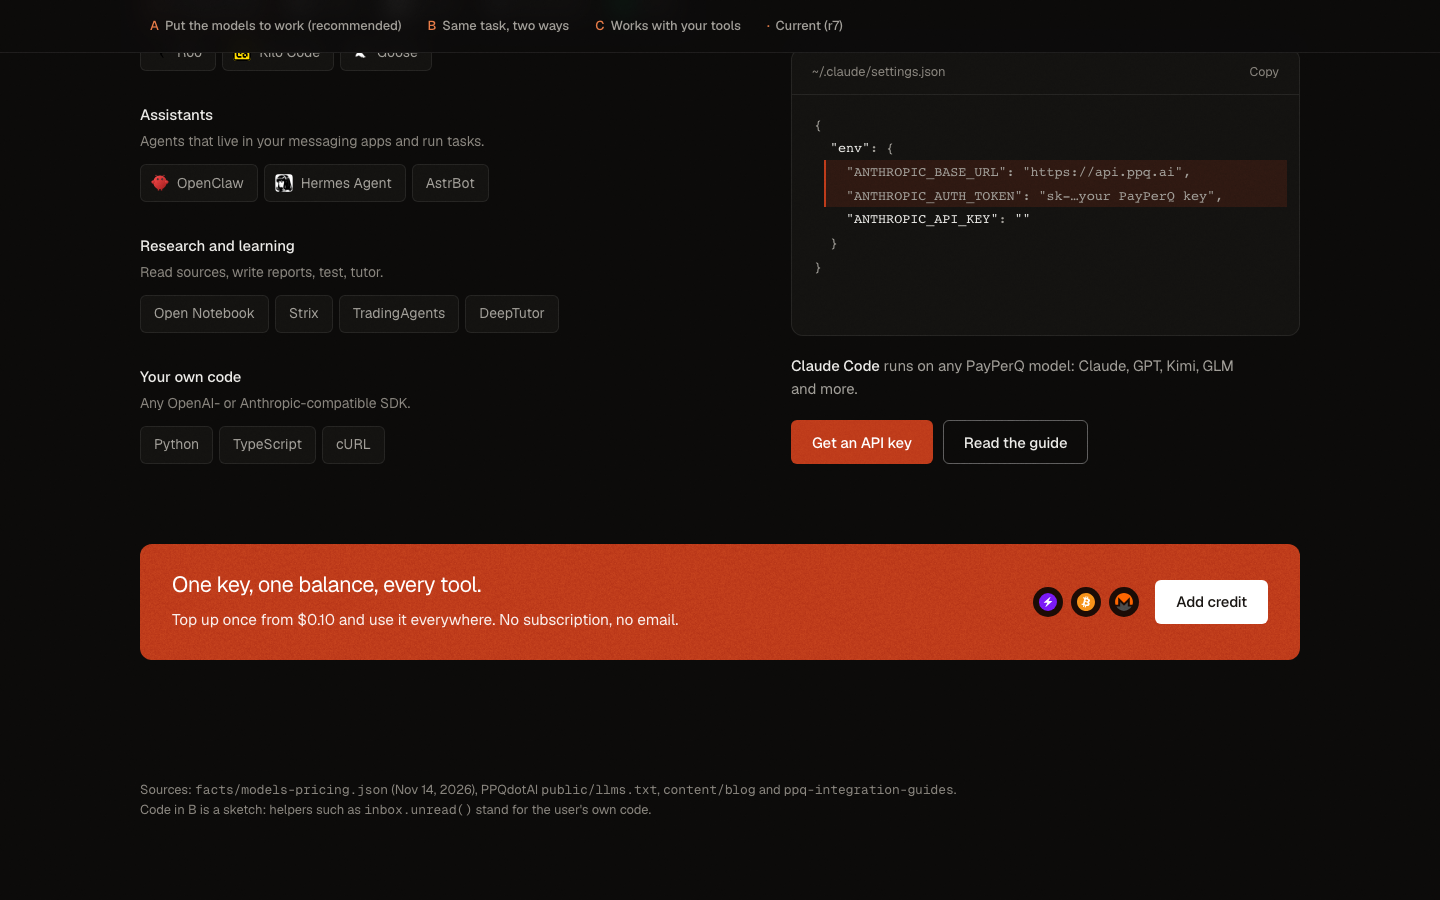 A Put the models to work (recommended)
B Same task, two ways
C Works with your tools
· Current (r7)
Roo
Kilo Code
Goose
Assistants
Agents that live in your messaging apps and run tasks.
OpenClaw
Hermes Agent
AstrBot
Research and learning
Read sources, write reports, test, tutor.
Open Notebook
Strix
TradingAgents
DeepTutor
Your own code
Any OpenAI- or Anthropic-compatible SDK.
Python
TypeScript
cURL
~/.claude/settings.json
Copy
{
"env": {
"ANTHROPIC_BASE_URL": "https://api.ppq.ai",
"ANTHROPIC_AUTH_TOKEN": "sk-…your PayPerQ key",
"ANTHROPIC_API_KEY": ""
}
}
Claude Code runs on any PayPerQ model: Claude, GPT, Kimi, GLM
and more.
Get an API key
Read the guide
One key, one balance, every tool.
Top up once from $0.10 and use it everywhere. No subscription, no email.
Add credit
Sources: facts/models-pricing.json (Nov 14, 2026), PPQdotAI public/llms.txt, content/blog and ppq-integration-guides.
Code in B is a sketch: helpers such as inbox.unread() stand for the user's own code.